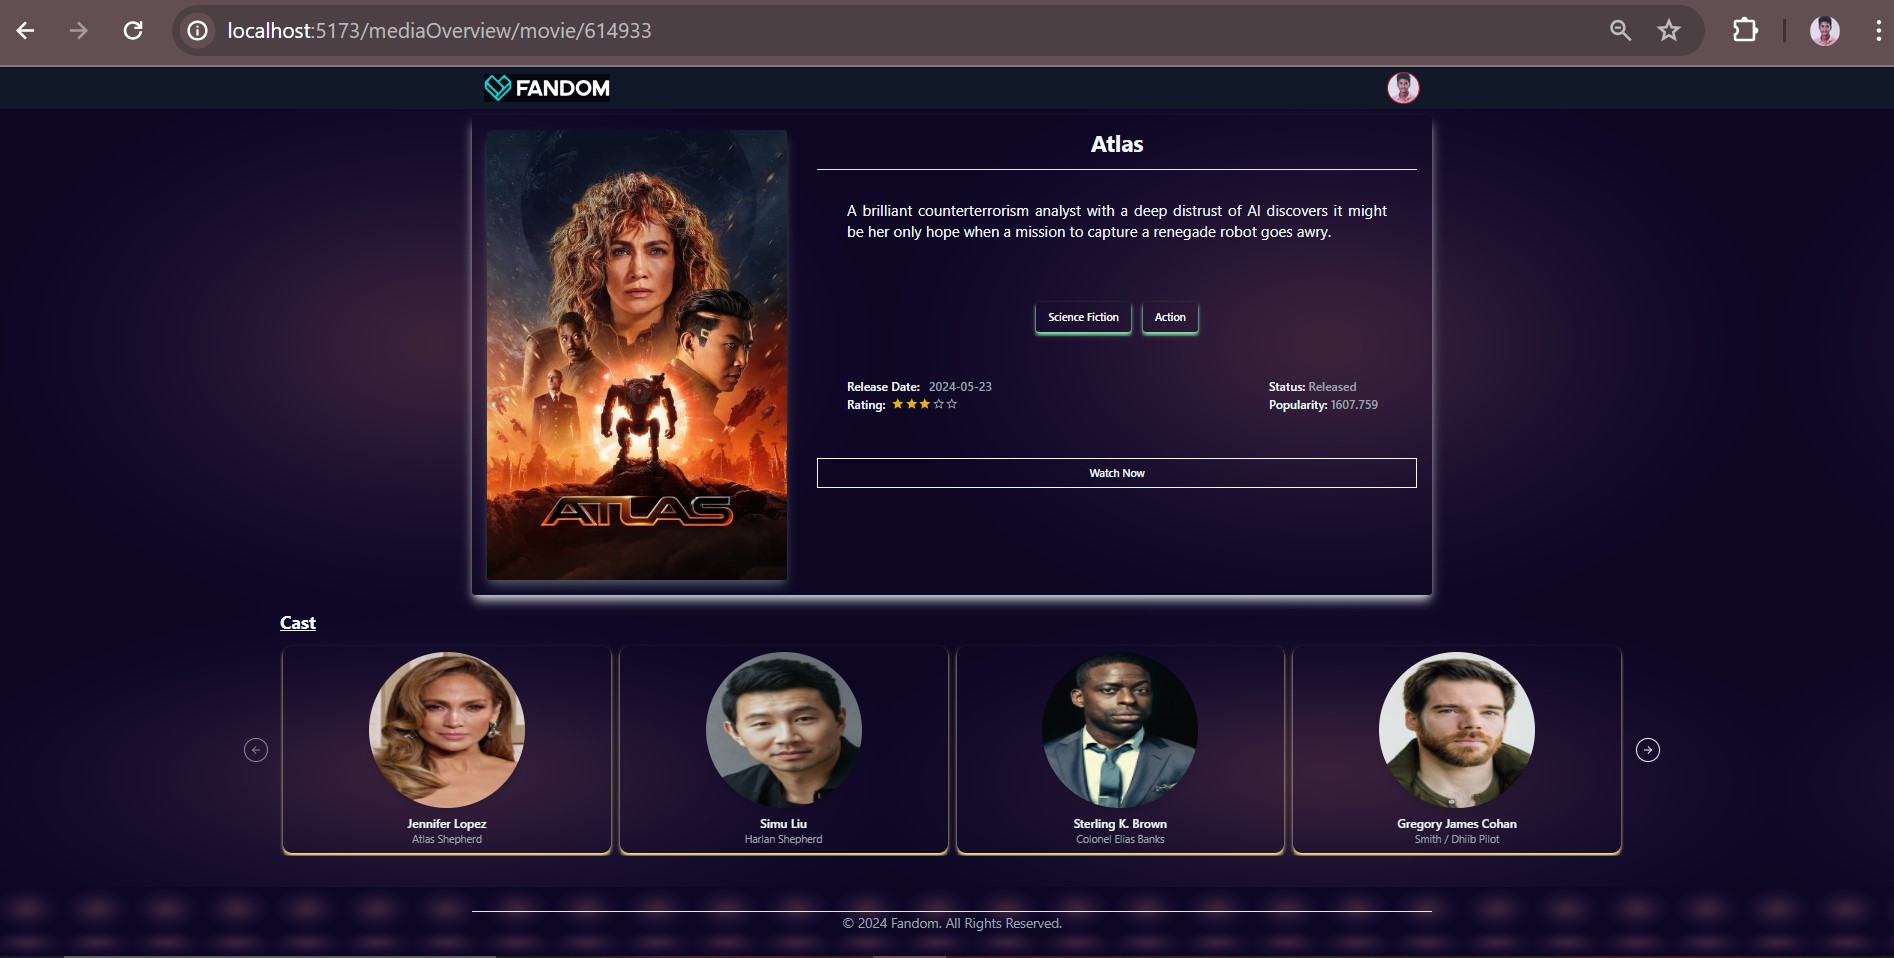 localhost:5173/mediaOverview/movie/614933
FANDOM
Atlas
A brilliant counterterrorism analyst with a deep distrust of AI discovers it might
be her only hope when a mission to capture a renegade robot goes awry.
Science Fiction
Action
Release Date: 2024-05-23
Status: Released
Rating:
Popularity: 1607.759
Watch Now
ATLAS
Cast
Jennifer Lopez
Atlas Shepherd
Simu Liu
Harlan Shepherd
Sterling K. Brown
Colonel Elias Banks
Gregory James Cohan
Smith / Dhiib Pilot
© 2024 Fandom. All Rights Reserved.